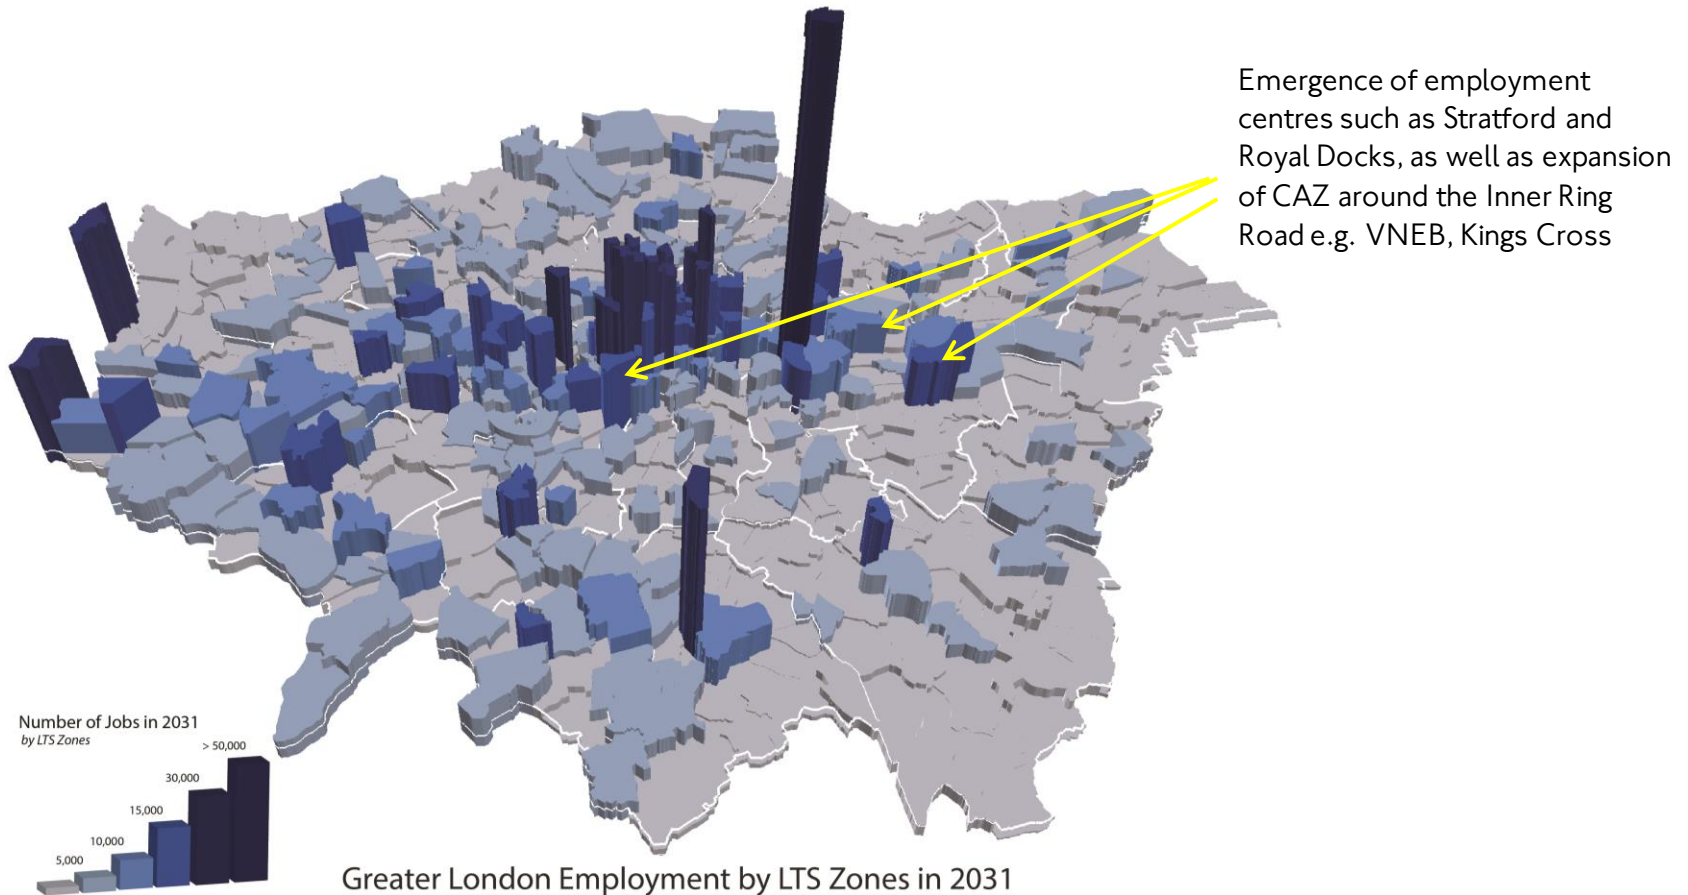 Emergence of employment
centres such as Stratford and
Royal Docks, as well as expansion
of CAZ around the Inner Ring
Road e.g. VNEB, Kings Cross
Number of Jobs in 2031
by LTS Zones
> 50,000
30,000
15,000
10,000
5,000
Greater London Employment by LTS Zones in 2031